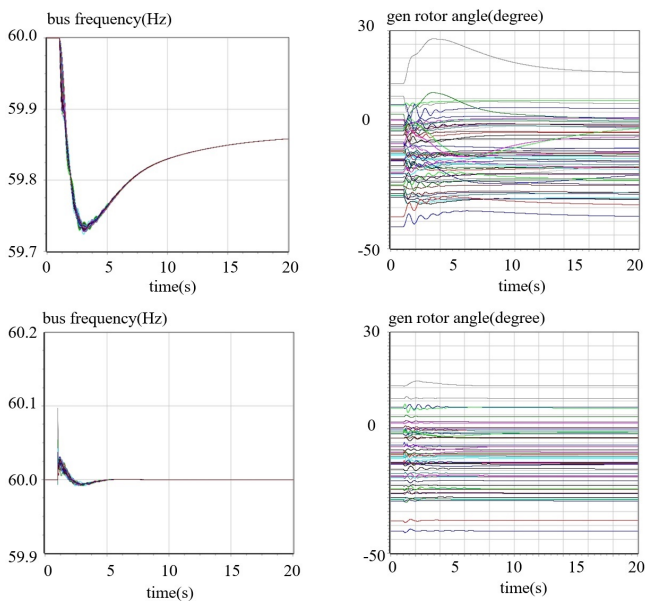 bus frequency(Hz)
60.0
59.9
59.8
59.7
0 5 10 15 20
time(s)
gen rotor angle(degree)
30
0
-50
0 5 10 15 20
time(s)
bus frequency(Hz)
60.2
60.1
60.0
59.9
0 5 10 15 20
time(s)
gen rotor angle(degree)
30
0
-50
0 5 10 15 20
time(s)